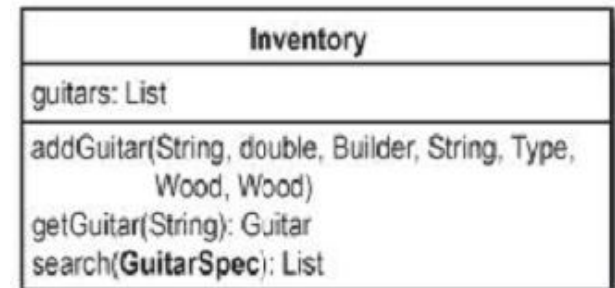 Inventory
guitars: List
addGuitar(String, double, Builder, String, Type,
Wood, Wood)
getGuitar(String): Guitar
search(GuitarSpec): List